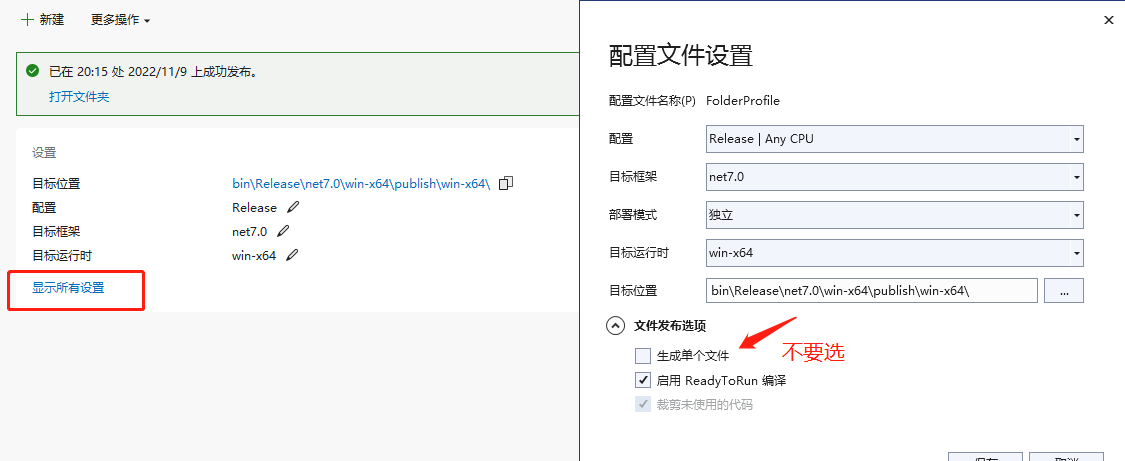 新建 更多操作
已在 20:15 处 2022/11/9 上成功发布。
打开文件夹
设置
目标位置 bin\Release\net7.0\win-x64\publish\win-x64\
配置 Release
目标框架 net7.0
目标运行时 win-x64
显示所有设置
配置文件设置
配置文件名称(P) FolderProfile
配置 Release | Any CPU
目标框架 net7.0
部署模式 独立
目标运行时 win-x64
目标位置 bin\Release\net7.0\win-x64\publish\win-x64\ ...
文件发布选项
生成单个文件 不要选
启用 ReadyToRun 编译
裁剪未使用的代码